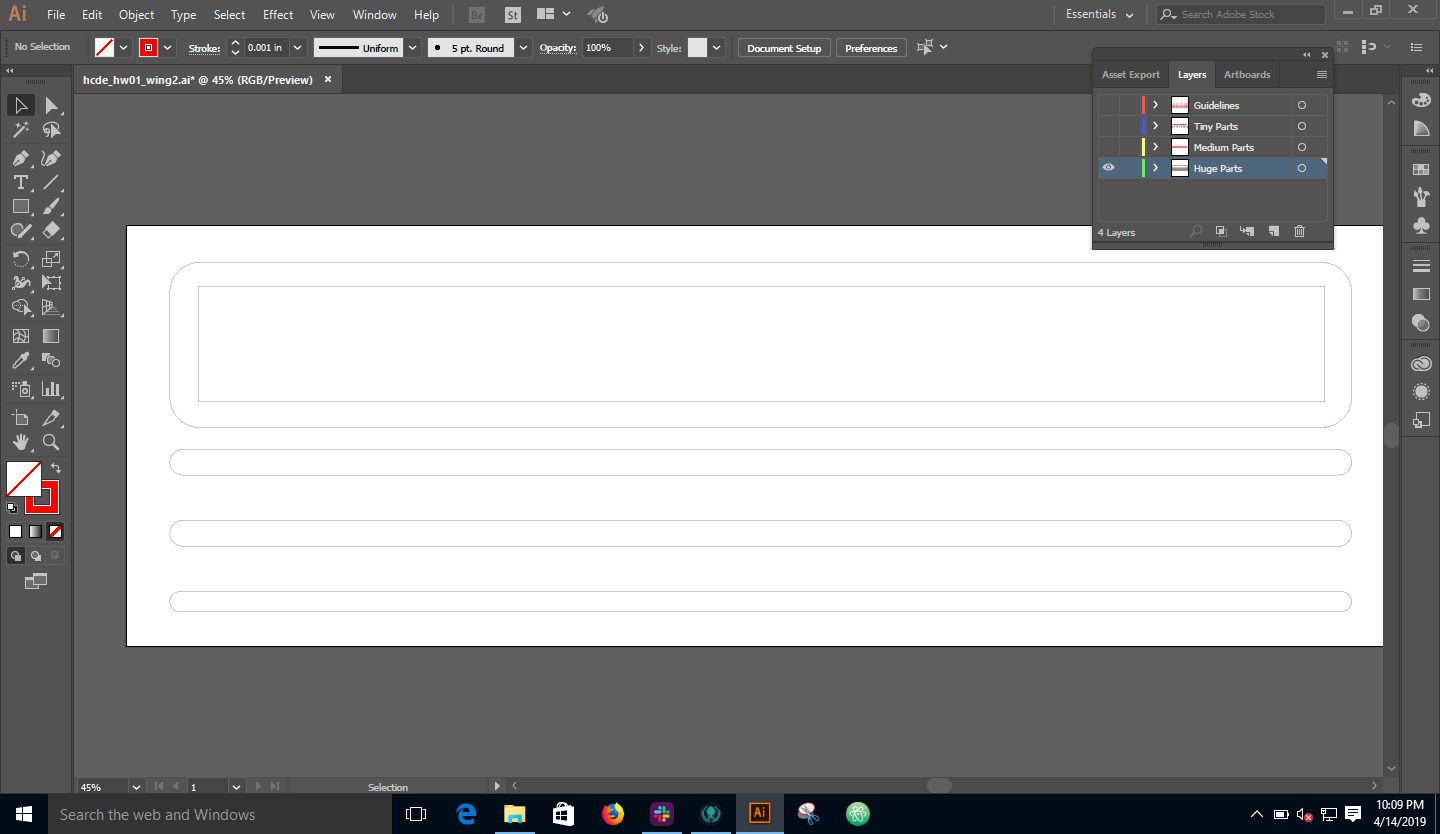 Ai File Edit Object Type Select Effect View Window Help Br St Essentials Search Adobe Stock
No Selection Stroke: 0.001 in Uniform 5 pt. Round Opacity: 100% Style: Document Setup Preferences
hcde_hw01_wing2.ai* @ 45% (RGB/Preview)
Asset Export Layers Artboards
Guidelines
Tiny Parts
Medium Parts
Huge Parts
4 Layers
45% 1 Selection
Search the web and Windows
Ai
10:09 PM
4/14/2019